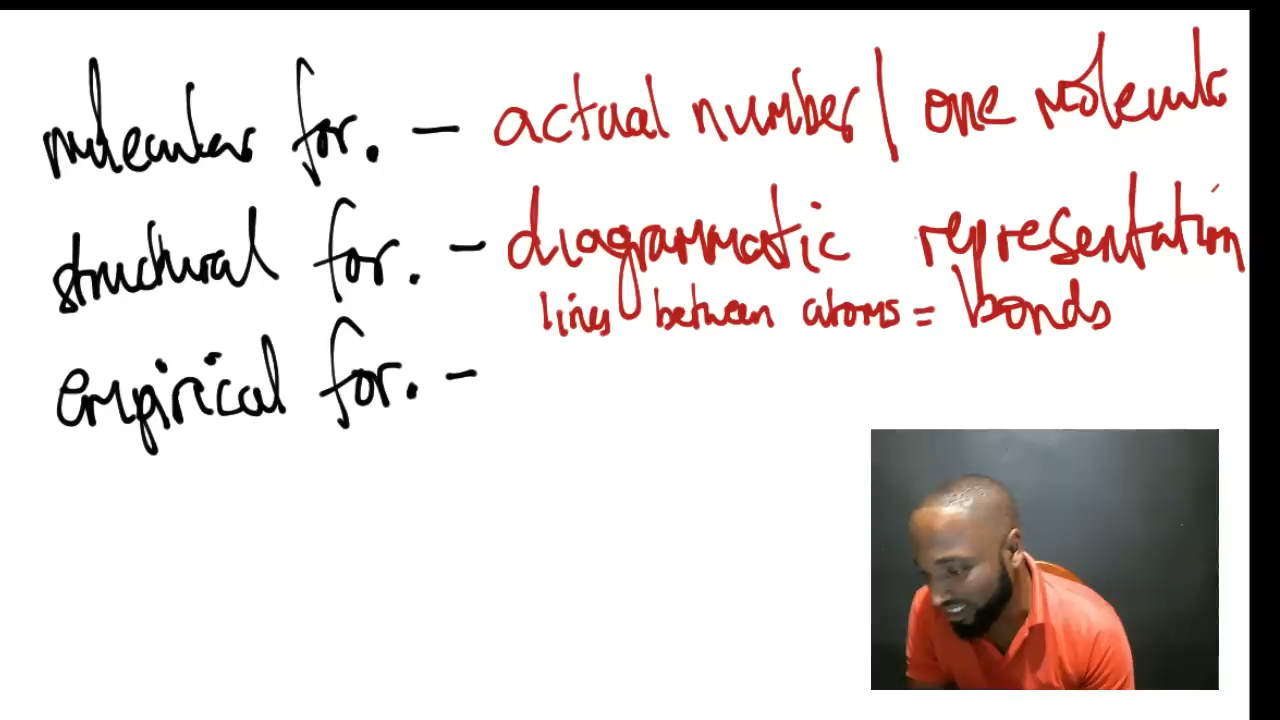 molecular for. – actual number / one molecule
structural for. – diagrammatic representation
lines between atoms = bonds
empirical for. –